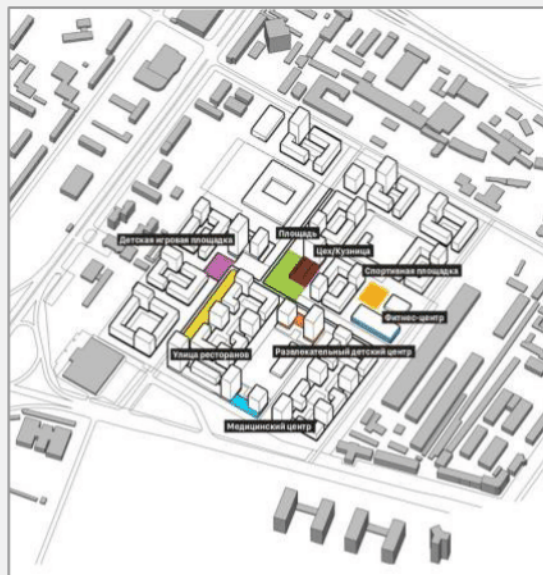 Площадь
Детская игровая площадка
Цех/Кузница
Спортивная площадка
Фитнес-центр
Улица ресторанов
Развлекательный детский центр
Медицинский центр